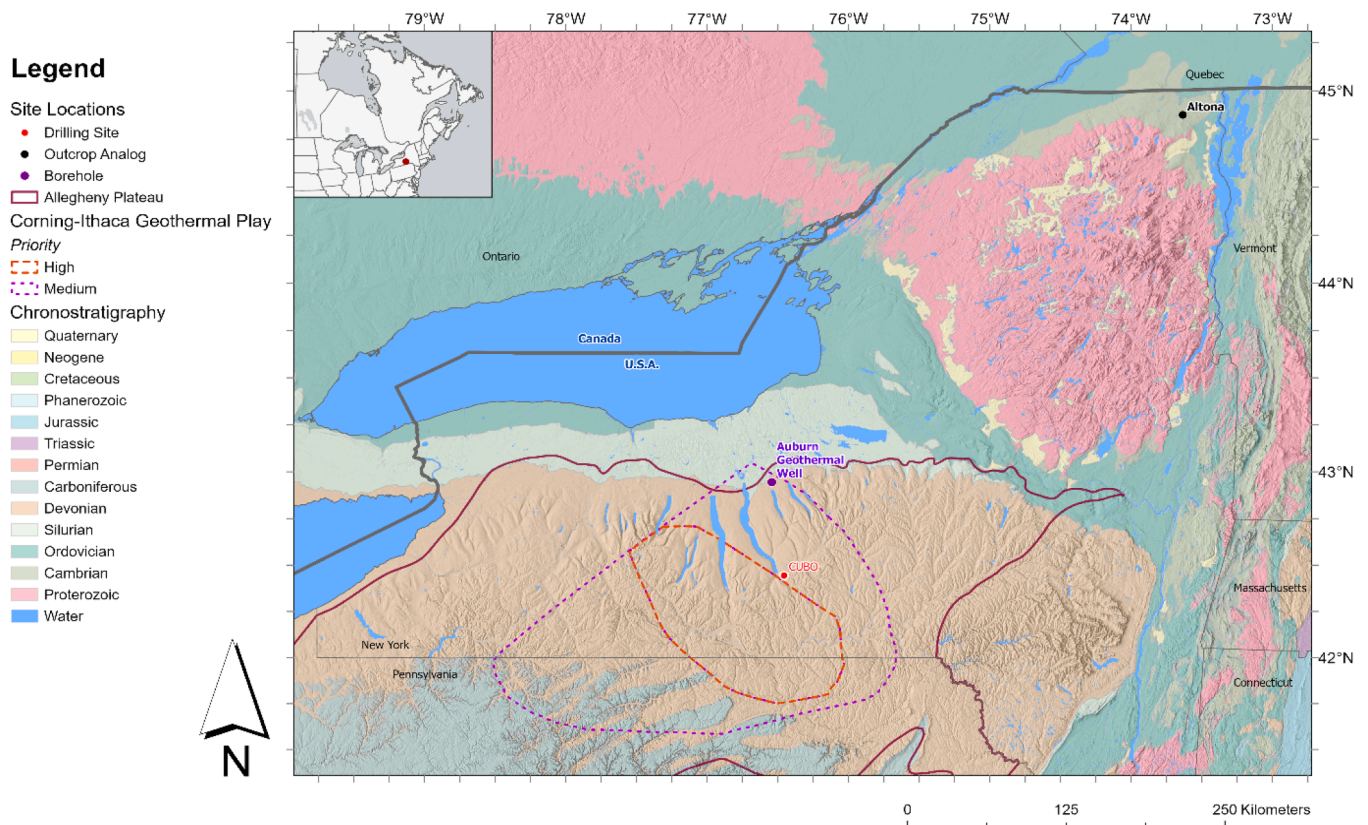 79°W 78°W 77°W 76°W 75°W 74°W 73°W
Legend
Site Locations
Drilling Site
Outcrop Analog
Borehole
Allegheny Plateau
Corning-Ithaca Geothermal Play
Priority
High
Medium
Chronostratigraphy
Quaternary
Neogene
Cretaceous
Phanerozoic
Jurassic
Triassic
Permian
Carboniferous
Devonian
Silurian
Ordovician
Cambrian
Proterozoic
Water
N
Quebec
Altona
Ontario
Vermont
Canada
U.S.A.
Auburn
Geothermal
Well
CUBO
New York
Pennsylvania
Massachusetts
Connecticut
45°N
44°N
43°N
42°N
0 125 250 Kilometers